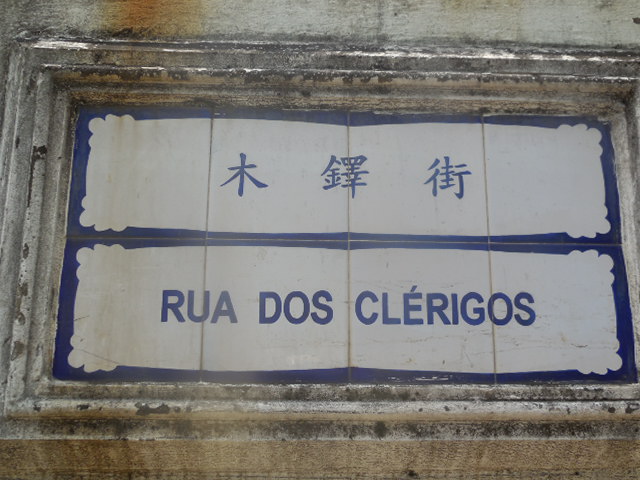 木鐸街
RUA DOS CLÉRIGOS